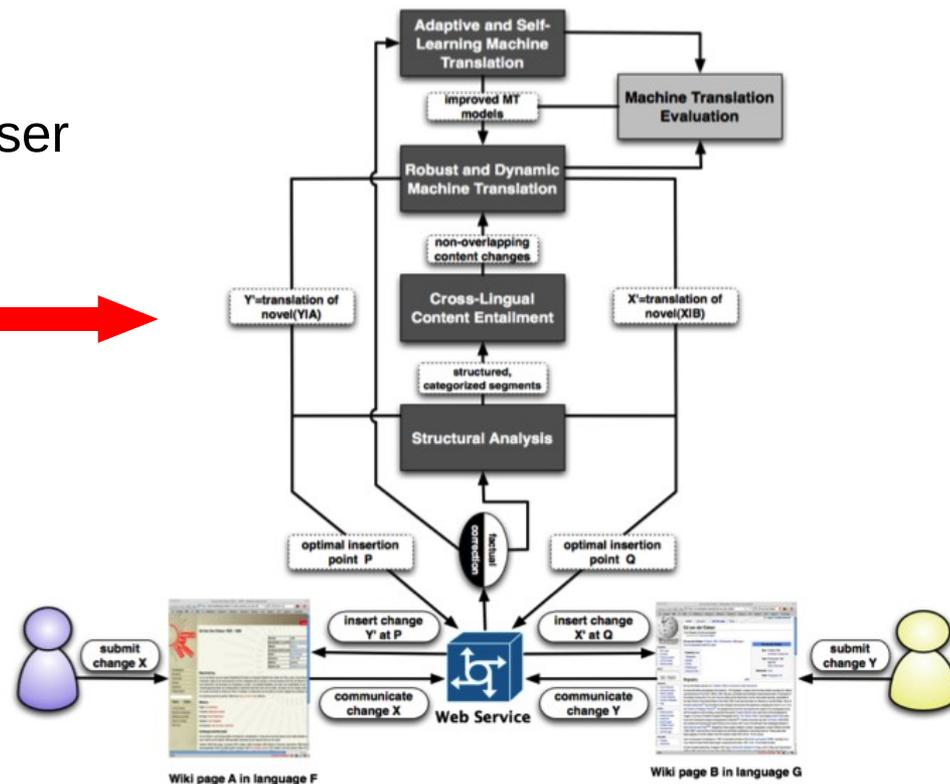 Adaptive and Self-
Learning Machine
Translation
improved MT
models
Machine Translation
Evaluation
ser
Robust and Dynamic
Machine Translation
non-overlapping
content changes
Y'=translation of
novel(Y|A)
Cross-Lingual
Content Entailment
X'=translation of
novel(X|B)
structured,
categorized segments
Structural Analysis
optimal insertion
point P
correction
factual
optimal insertion
point Q
submit
change X
insert change
Y' at P
insert change
X' at Q
submit
change Y
communicate
change X
Web Service
communicate
change Y
Wiki page A in language F
Wiki page B in language G